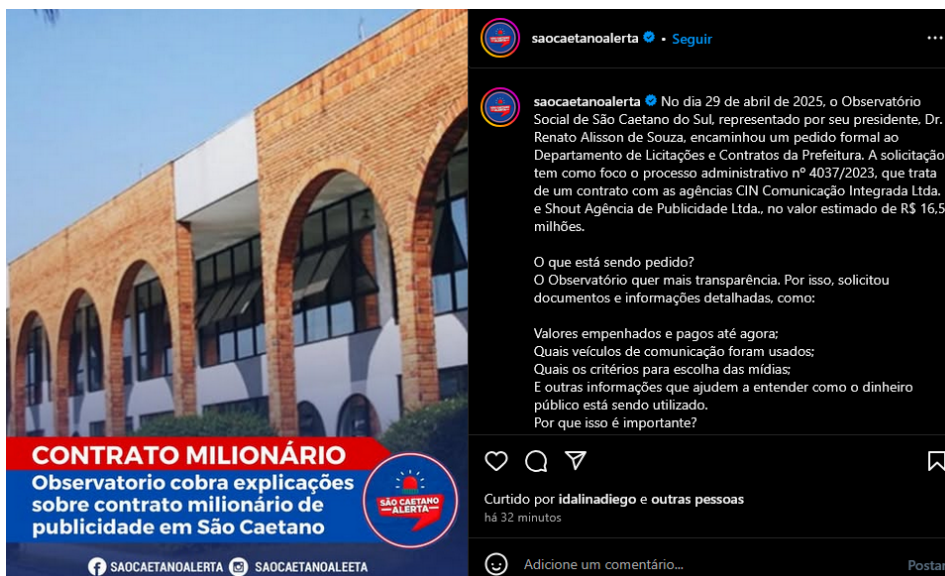 CONTRATO MILIONÁRIO
Observatorio cobra explicações
sobre contrato milionário de
publicidade em São Caetano
SÃO CAETANO
ALERTA
SAOCAETANOALERTA SAOCAETANOALEETA
saocaetanoalerta • Seguir
saocaetanoalerta No dia 29 de abril de 2025, o Observatório
Social de São Caetano do Sul, representado por seu presidente, Dr.
Renato Alisson de Souza, encaminhou um pedido formal ao
Departamento de Licitações e Contratos da Prefeitura. A solicitação
tem como foco o processo administrativo nº 4037/2023, que trata
de um contrato com as agências CIN Comunicação Integrada Ltda.
e Shout Agência de Publicidade Ltda., no valor estimado de R$ 16,5
milhões.
O que está sendo pedido?
O Observatório quer mais transparência. Por isso, solicitou
documentos e informações detalhadas, como:
Valores empenhados e pagos até agora;
Quais veículos de comunicação foram usados;
Quais os critérios para escolha das mídias;
E outras informações que ajudem a entender como o dinheiro
público está sendo utilizado.
Por que isso é importante?
Curtido por idalinadiego e outras pessoas
há 32 minutos
Adicione um comentário... Postar